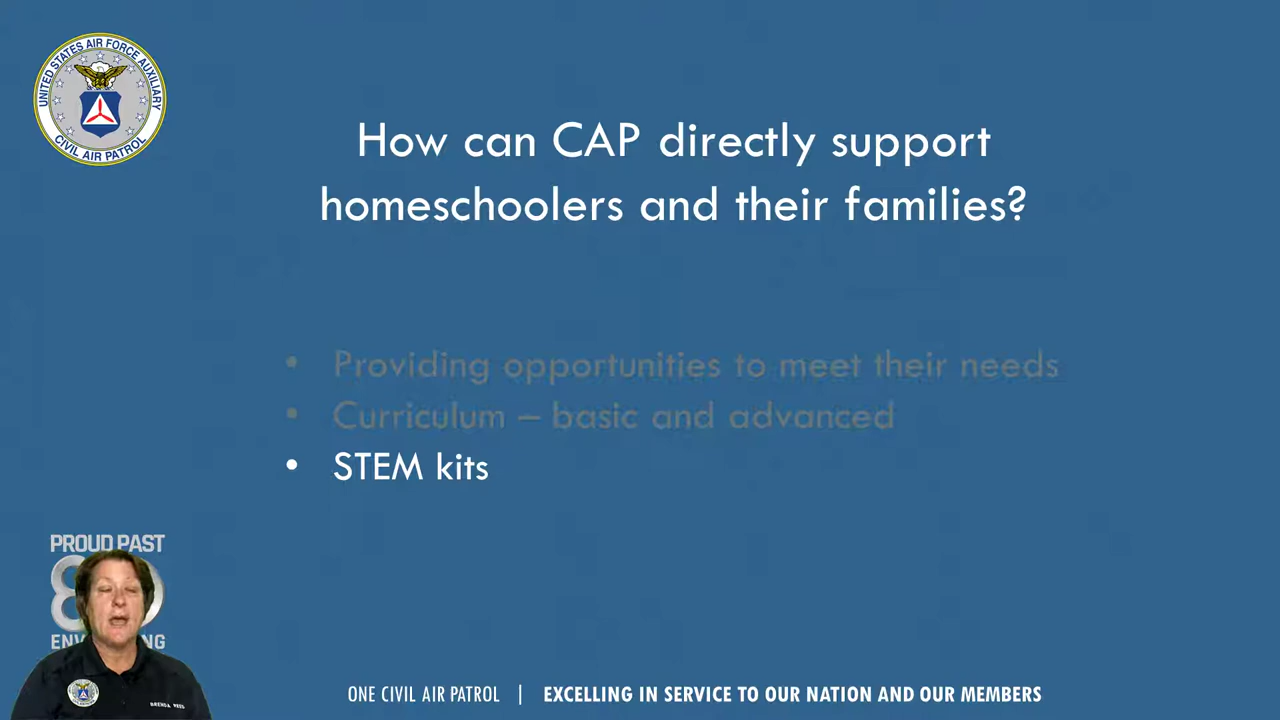 UNITED STATES AIR FORCE AUXILIARY
CIVIL AIR PATROL
How can CAP directly support
homeschoolers and their families?
• Providing opportunities to meet their needs
• Curriculum – basic and advanced
• STEM kits
PROUD PAST
ONE CIVIL AIR PATROL | EXCELLING IN SERVICE TO OUR NATION AND OUR MEMBERS
BRENDA